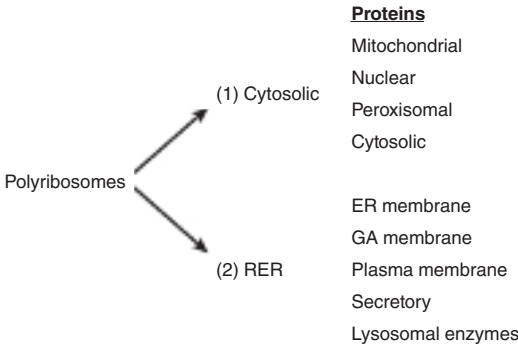 Proteins
Mitochondrial
Nuclear
(1) Cytosolic
Peroxisomal
Cytosolic
Polyribosomes
ER membrane
GA membrane
(2) RER
Plasma membrane
Secretory
Lysosomal enzymes